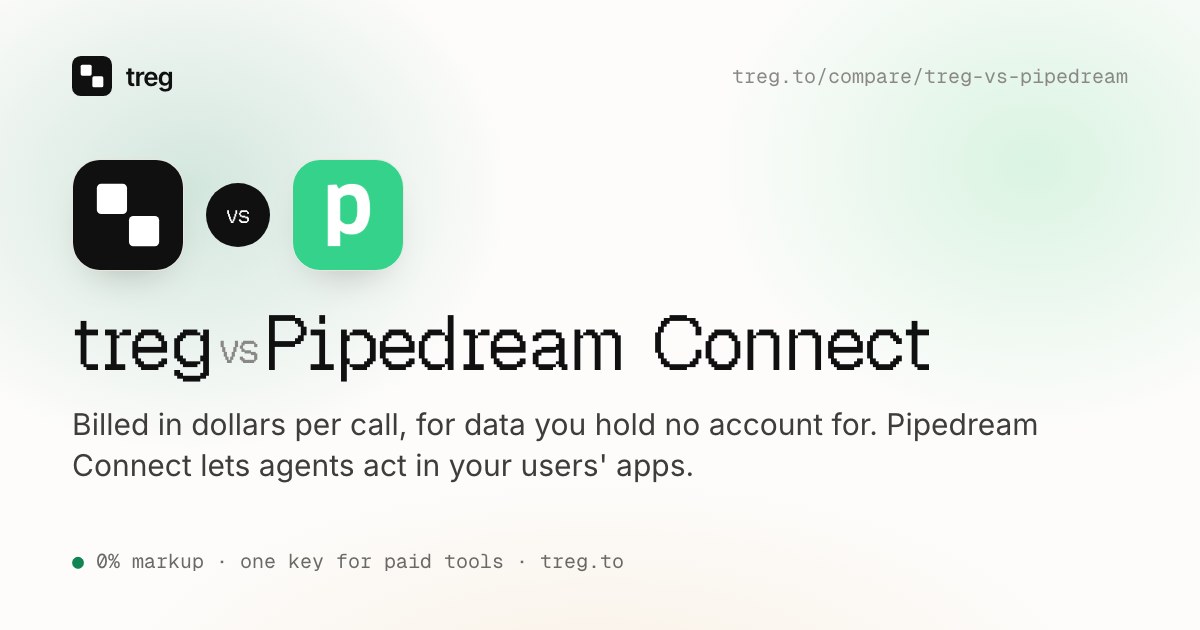 treg
treg.to/compare/treg-vs-pipedream
vs
p
treg vs Pipedream Connect
Billed in dollars per call, for data you hold no account for. Pipedream
Connect lets agents act in your users' apps.
0% markup · one key for paid tools · treg.to